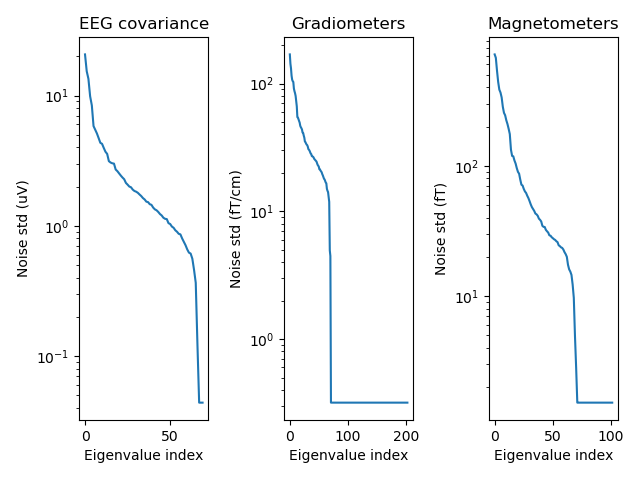 EEG covariance
Gradiometers
Magnetometers
Noise std (uV)
10¹
10⁰
10⁻¹
0
50
Eigenvalue index
Noise std (fT/cm)
10²
10¹
10⁰
0
100
200
Eigenvalue index
Noise std (fT)
10²
10¹
0
50
100
Eigenvalue index